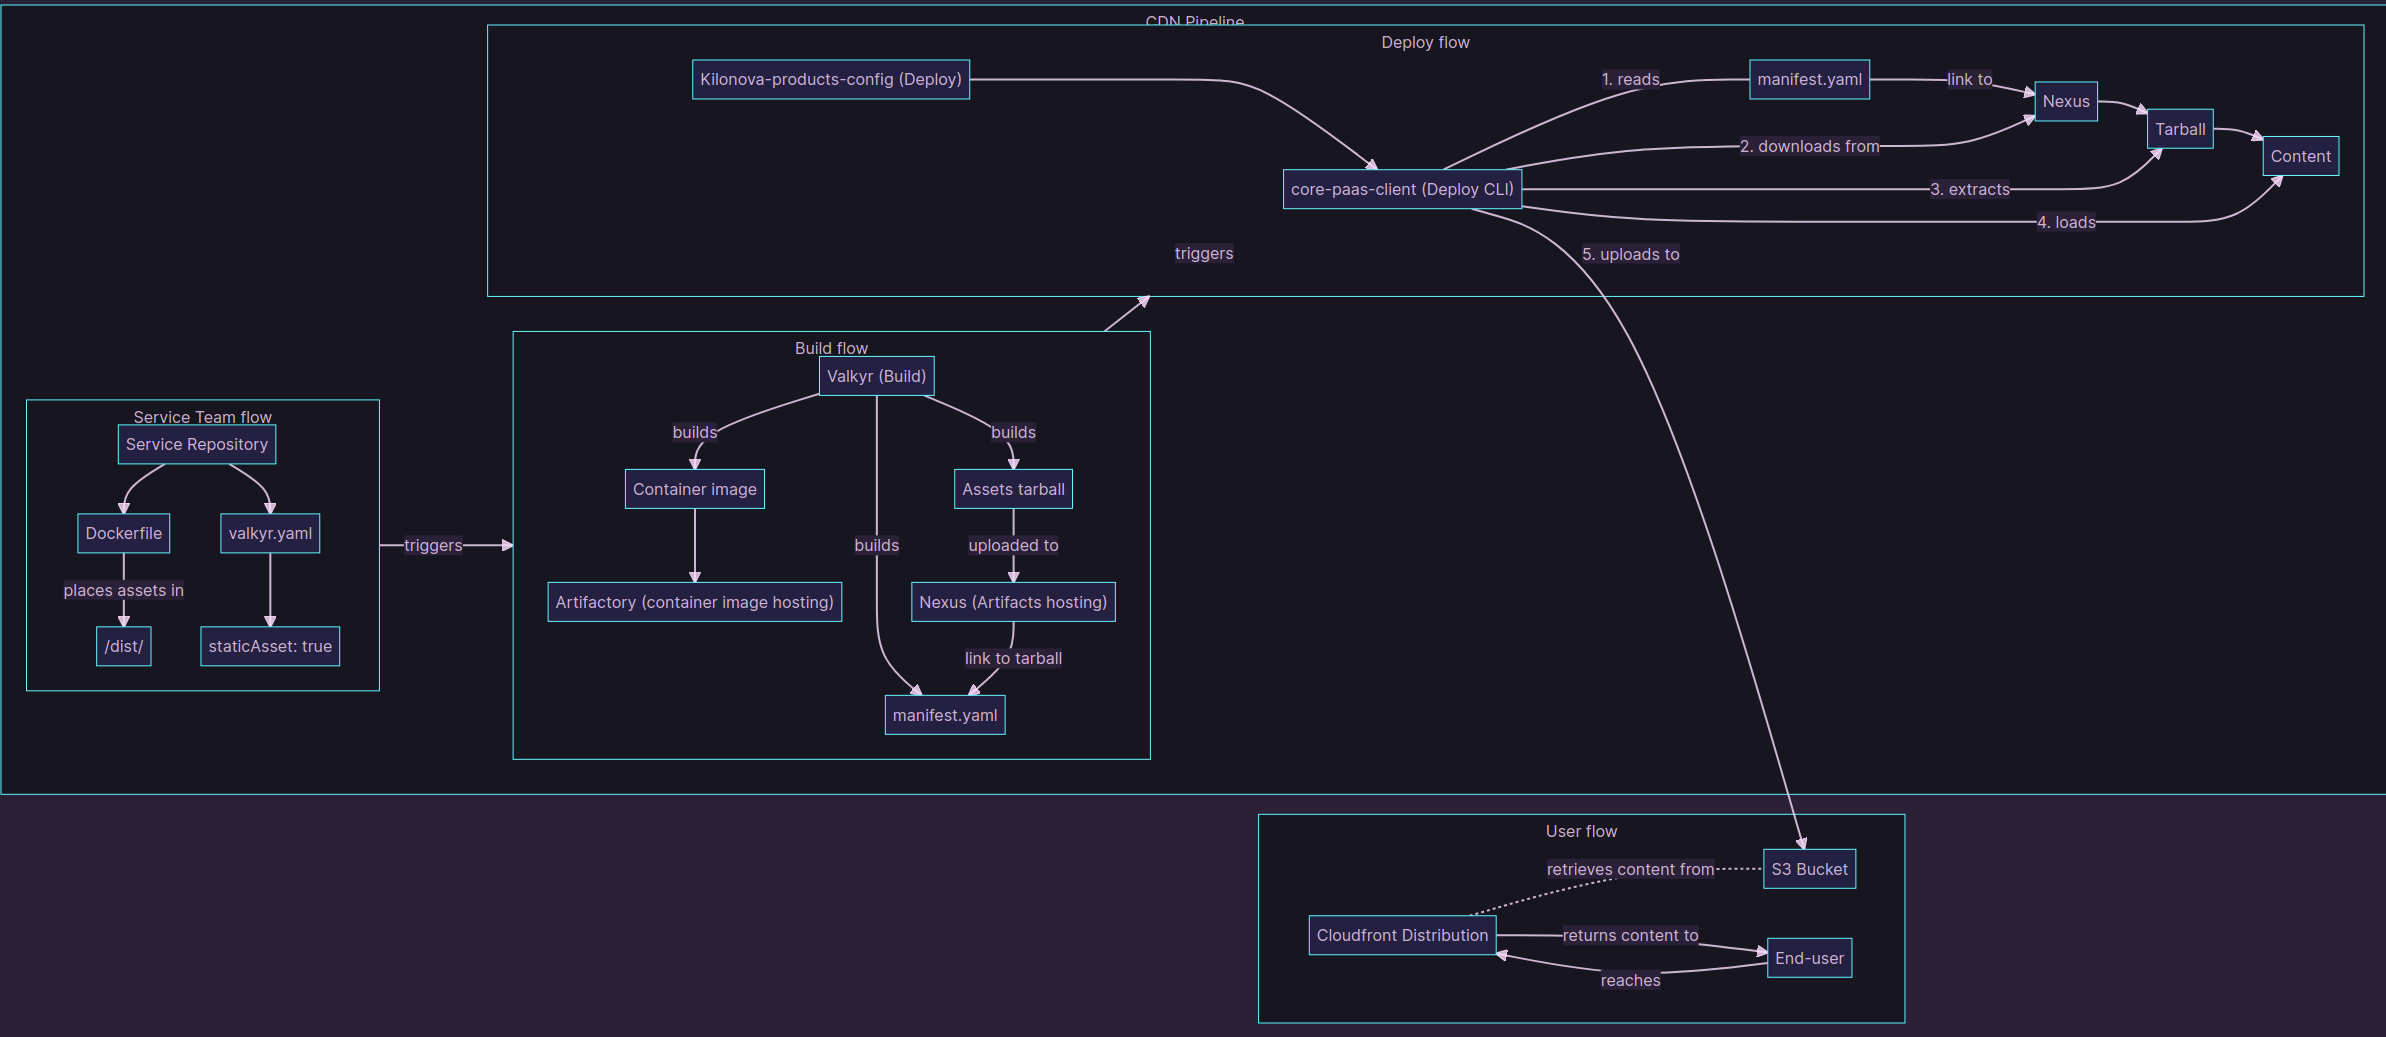 CDN Pipeline
Deploy flow
Kilonova-products-config (Deploy)
1. reads
manifest.yaml
link to
Nexus
Tarball
2. downloads from
Content
core-paas-client (Deploy CLI)
3. extracts
4. loads
triggers
5. uploads to
Build flow
Valkyr (Build)
builds
builds
Container image
Assets tarball
builds
uploaded to
Artifactory (container image hosting)
Nexus (Artifacts hosting)
link to tarball
manifest.yaml
Service Team flow
Service Repository
Dockerfile
valkyr.yaml
triggers
places assets in
/dist/
staticAsset: true
User flow
retrieves content from
S3 Bucket
Cloudfront Distribution
returns content to
End-user
reaches